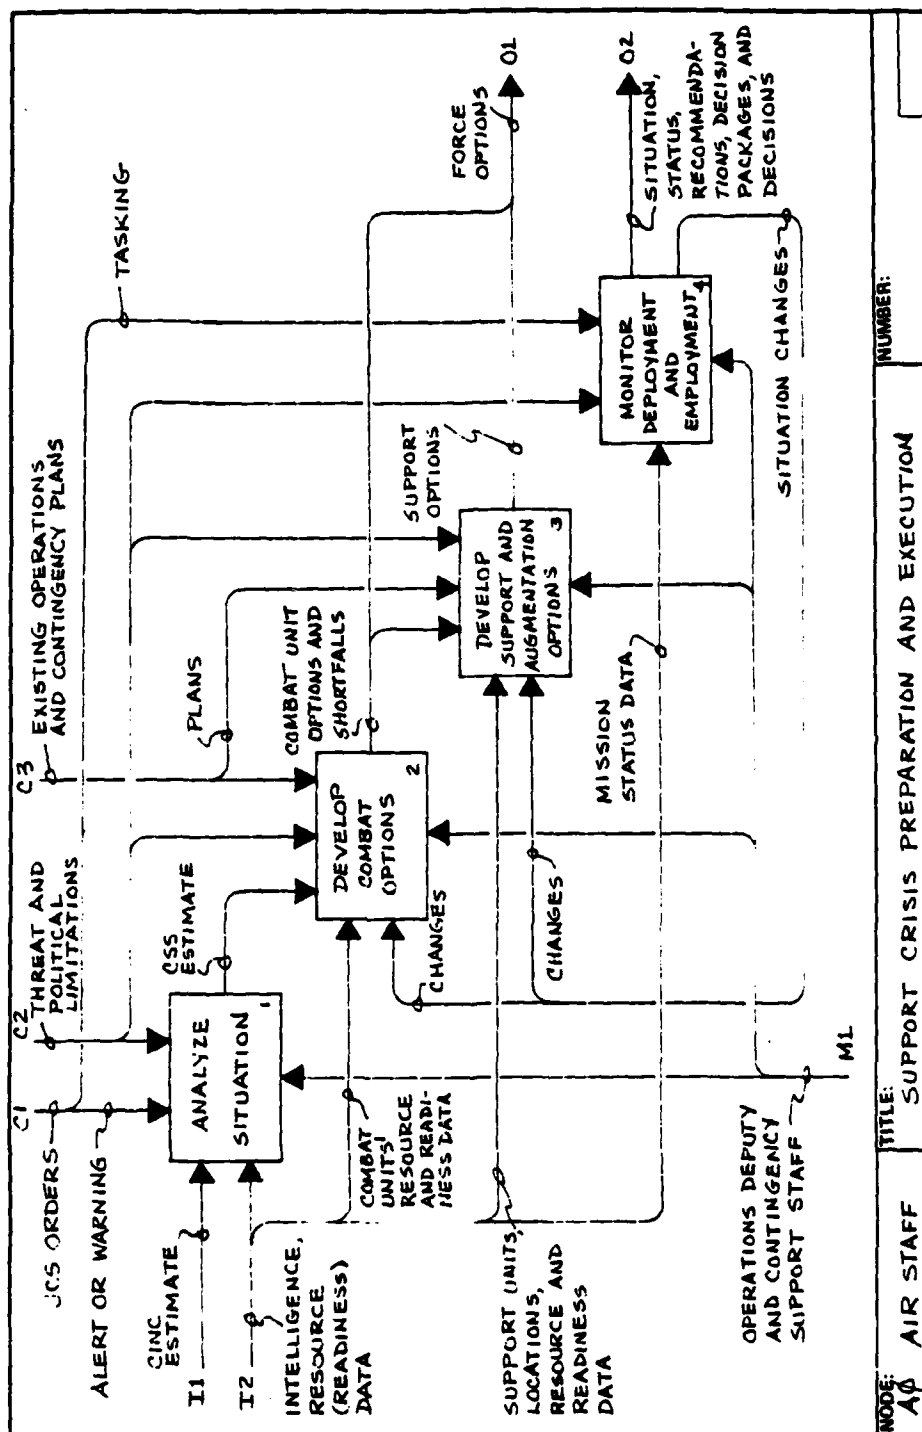 C1
C2
C3
JCS ORDERS
ALERT OR WARNING
THREAT AND
POLITICAL
LIMITATIONS
EXISTING OPERATIONS
AND CONTINGENCY PLANS
TASKING
CINC
ESTIMATE
I1
I2
INTELLIGENCE,
RESOURCE
(READINESS)
DATA
ANALYZE
SITUATION
1
CSS
ESTIMATE
PLANS
COMBAT
UNITS'
RESOURCE
AND READI-
NESS DATA
DEVELOP
COMBAT
OPTIONS
2
CHANGES
COMBAT UNIT
OPTIONS AND
SHORTFALLS
SUPPORT UNITS,
LOCATIONS,
RESOURCE AND
READINESS
DATA
CHANGES
DEVELOP
SUPPORT AND
AUGMENTATION
OPTIONS
3
SUPPORT
OPTIONS
FORCE
OPTIONS
O1
MISSION
STATUS DATA
MONITOR
DEPLOYMENT
AND
EMPLOYMENT
4
O2
SITUATION,
STATUS,
RECOMMENDA-
TIONS, DECISION
PACKAGES, AND
DECISIONS
SITUATION CHANGES
OPERATIONS DEPUTY
AND CONTINGENCY
SUPPORT STAFF
M1
NODE:
AØ AIR STAFF
TITLE:
SUPPORT CRISIS PREPARATION AND EXECUTION
NUMBER: